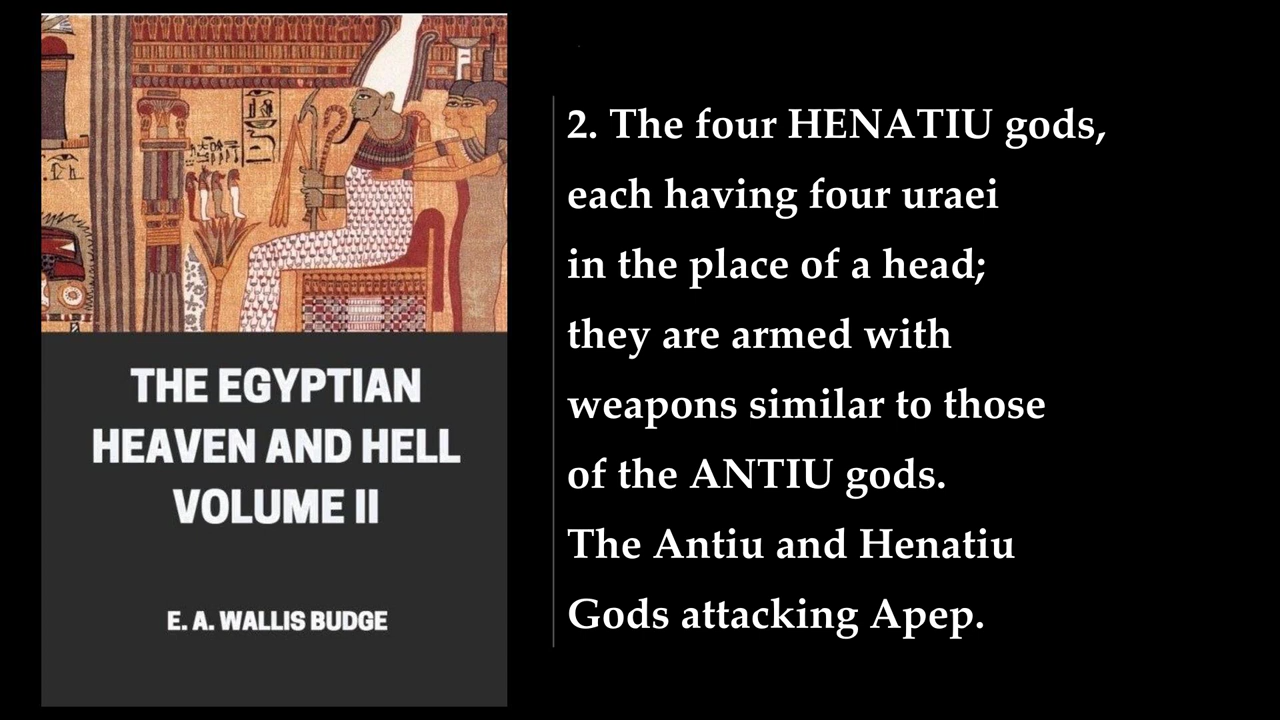 THE EGYPTIAN
HEAVEN AND HELL
VOLUME II
E. A. WALLIS BUDGE
2. The four HENATIU gods,
each having four uraei
in the place of a head;
they are armed with
weapons similar to those
of the ANTIU gods.
The Antiu and Henatiu
Gods attacking Apep.